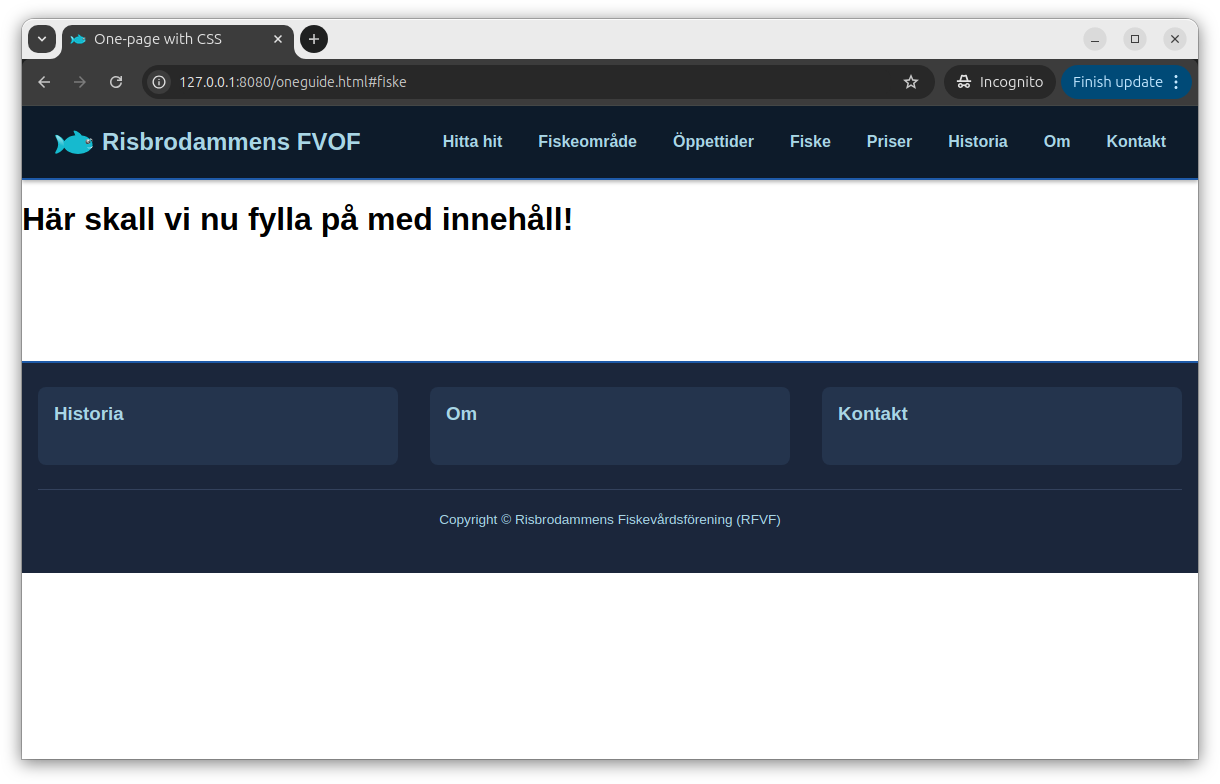 One-page with CSS
127.0.0.1:8080/oneguide.html#fiske
Incognito
Finish update
Risbrodammens FVOF
Hitta hit Fiskeområde Öppettider Fiske Priser Historia Om Kontakt
Här skall vi nu fylla på med innehåll!
Historia Om Kontakt
Copyright © Risbrodammens Fiskevårdsförening (RFVF)